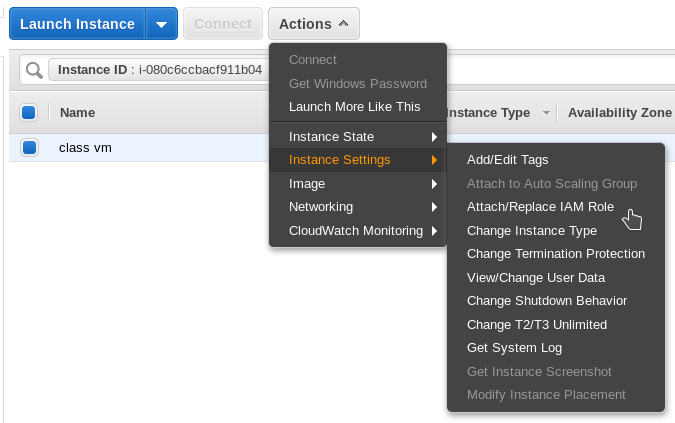 Launch Instance Connect Actions
Connect
Instance ID : i-080c6ccbacf911b04
Get Windows Password
Launch More Like This
Name nstance Type Availability Zone
Instance State
class vm
Instance Settings
Add/Edit Tags
Image
Attach to Auto Scaling Group
Networking
Attach/Replace IAM Role
CloudWatch Monitoring
Change Instance Type
Change Termination Protection
View/Change User Data
Change Shutdown Behavior
Change T2/T3 Unlimited
Get System Log
Get Instance Screenshot
Modify Instance Placement